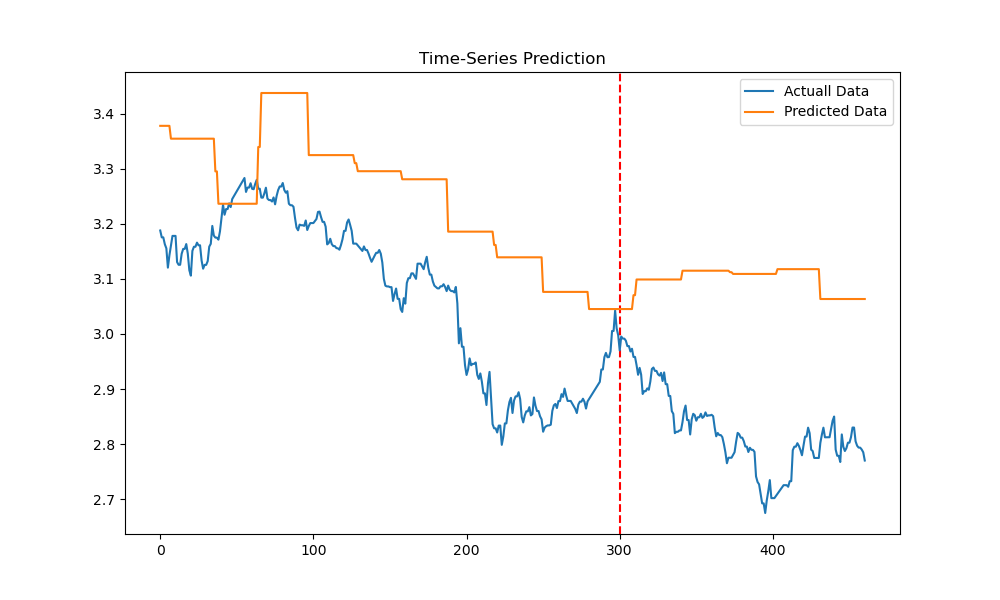 Time-Series Prediction
Actuall Data
Predicted Data
3.4
3.3
3.2
3.1
3.0
2.9
2.8
2.7
0 100 200 300 400